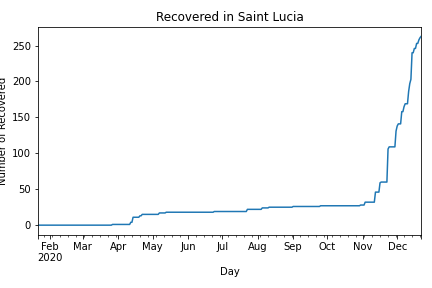 Recovered in Saint Lucia
Number of Recovered
250
200
150
100
50
0
Feb Mar Apr May Jun Jul Aug Sep Oct Nov Dec
2020
Day